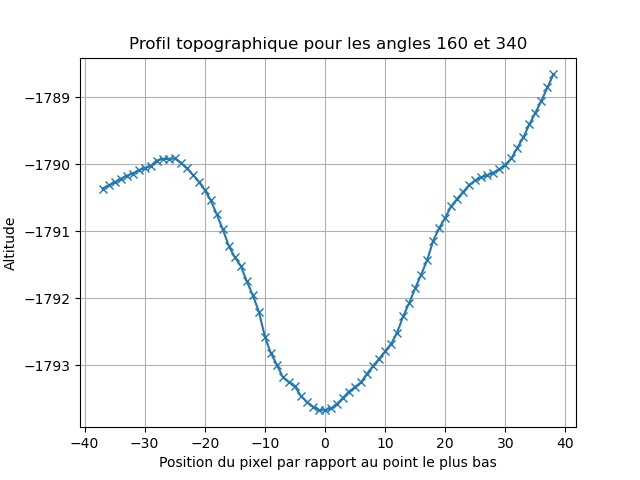 Profil topographique pour les angles 160 et 340
−1789
−1790
−1791
−1792
−1793
Altitude
−40 −30 −20 −10 0 10 20 30 40
Position du pixel par rapport au point le plus bas